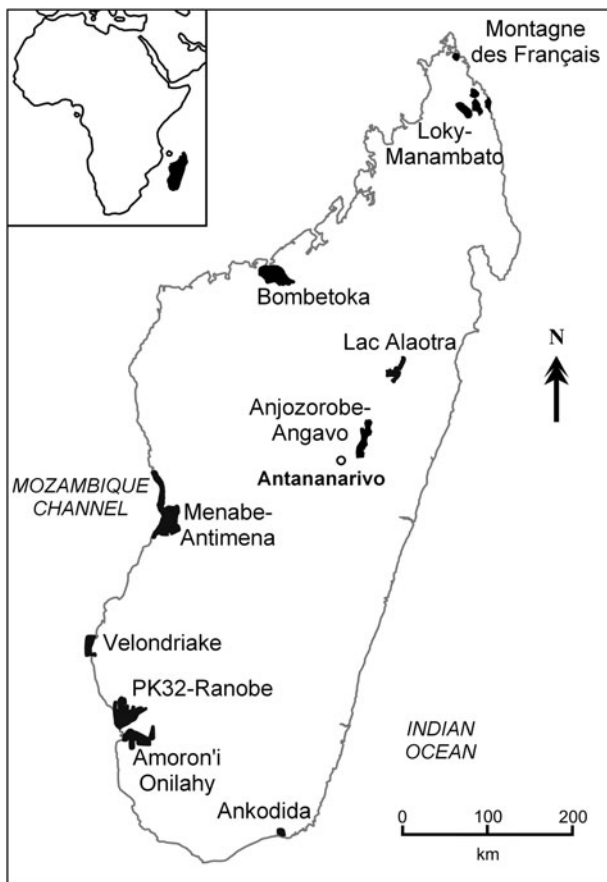 Montagne
des Français
Loky-
Manambato
Bombetoka
Lac Alaotra
N
Anjozorobe-
Angavo
Antananarivo
MOZAMBIQUE
CHANNEL
Menabe-
Antimena
Velondriake
PK32-Ranobe
INDIAN
OCEAN
Amoron'i
Onilahy
Ankodida
0 100 200
km